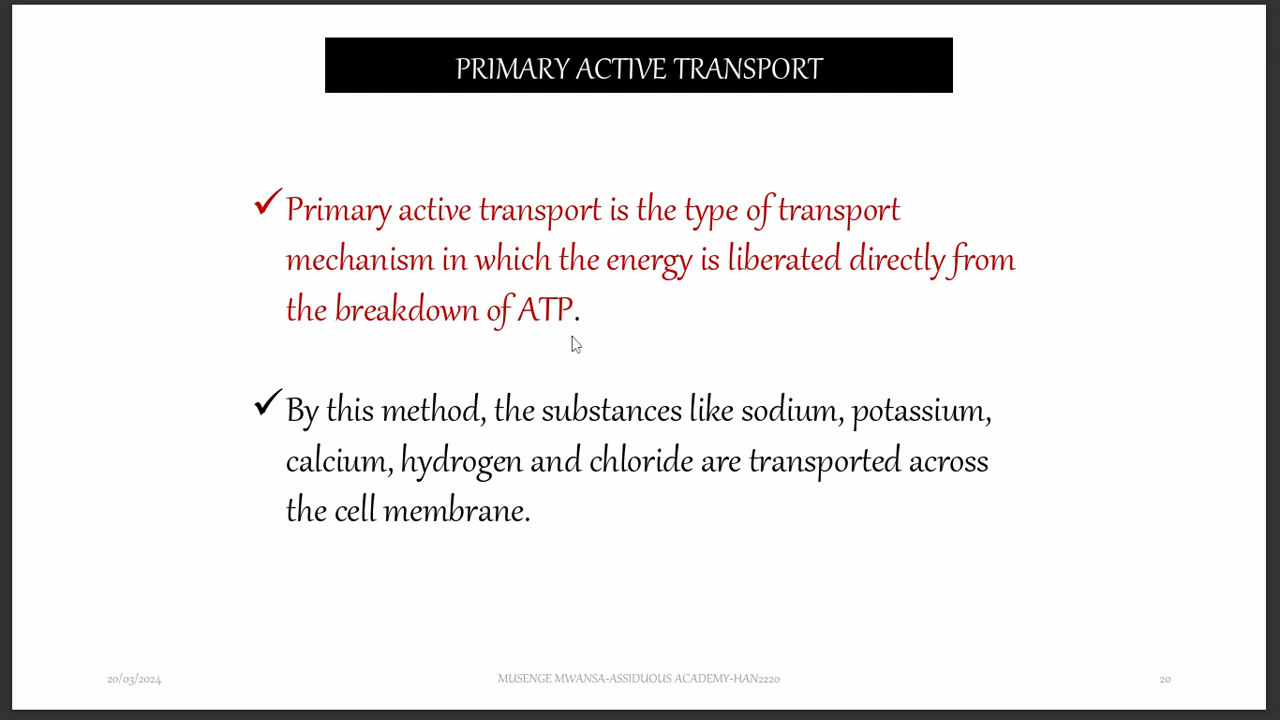 PRIMARY ACTIVE TRANSPORT
✓Primary active transport is the type of transport
mechanism in which the energy is liberated directly from
the breakdown of ATP.
✓By this method, the substances like sodium, potassium,
calcium, hydrogen and chloride are transported across
the cell membrane.
20/03/2024 MUSENGE MWANSA-ASSIDUOUS ACADEMY-HAN2220 20